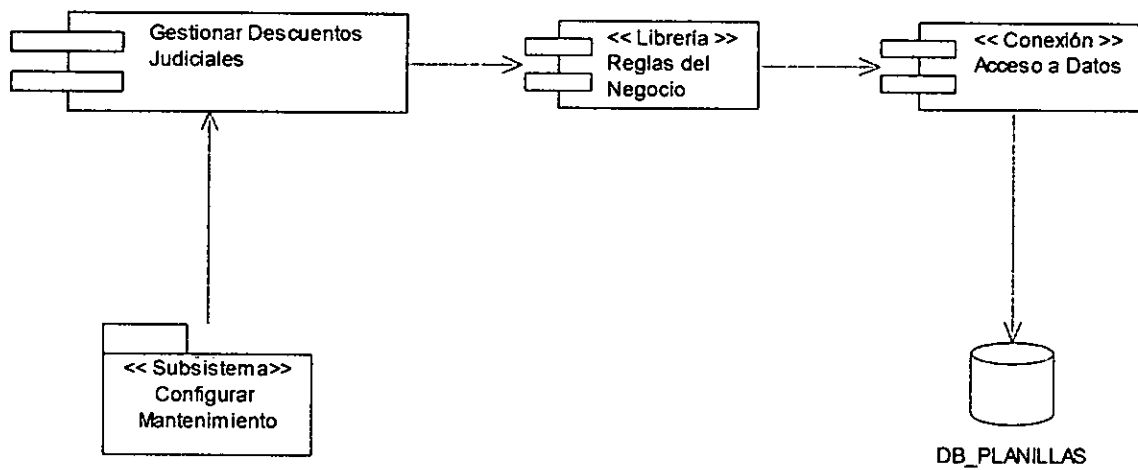 Gestionar Descuentos
Judiciales
<< Librería >>
Reglas del
Negocio
<< Conexión >>
Acceso a Datos
<< Subsistema>>
Configurar
Mantenimiento
DB_PLANILLAS